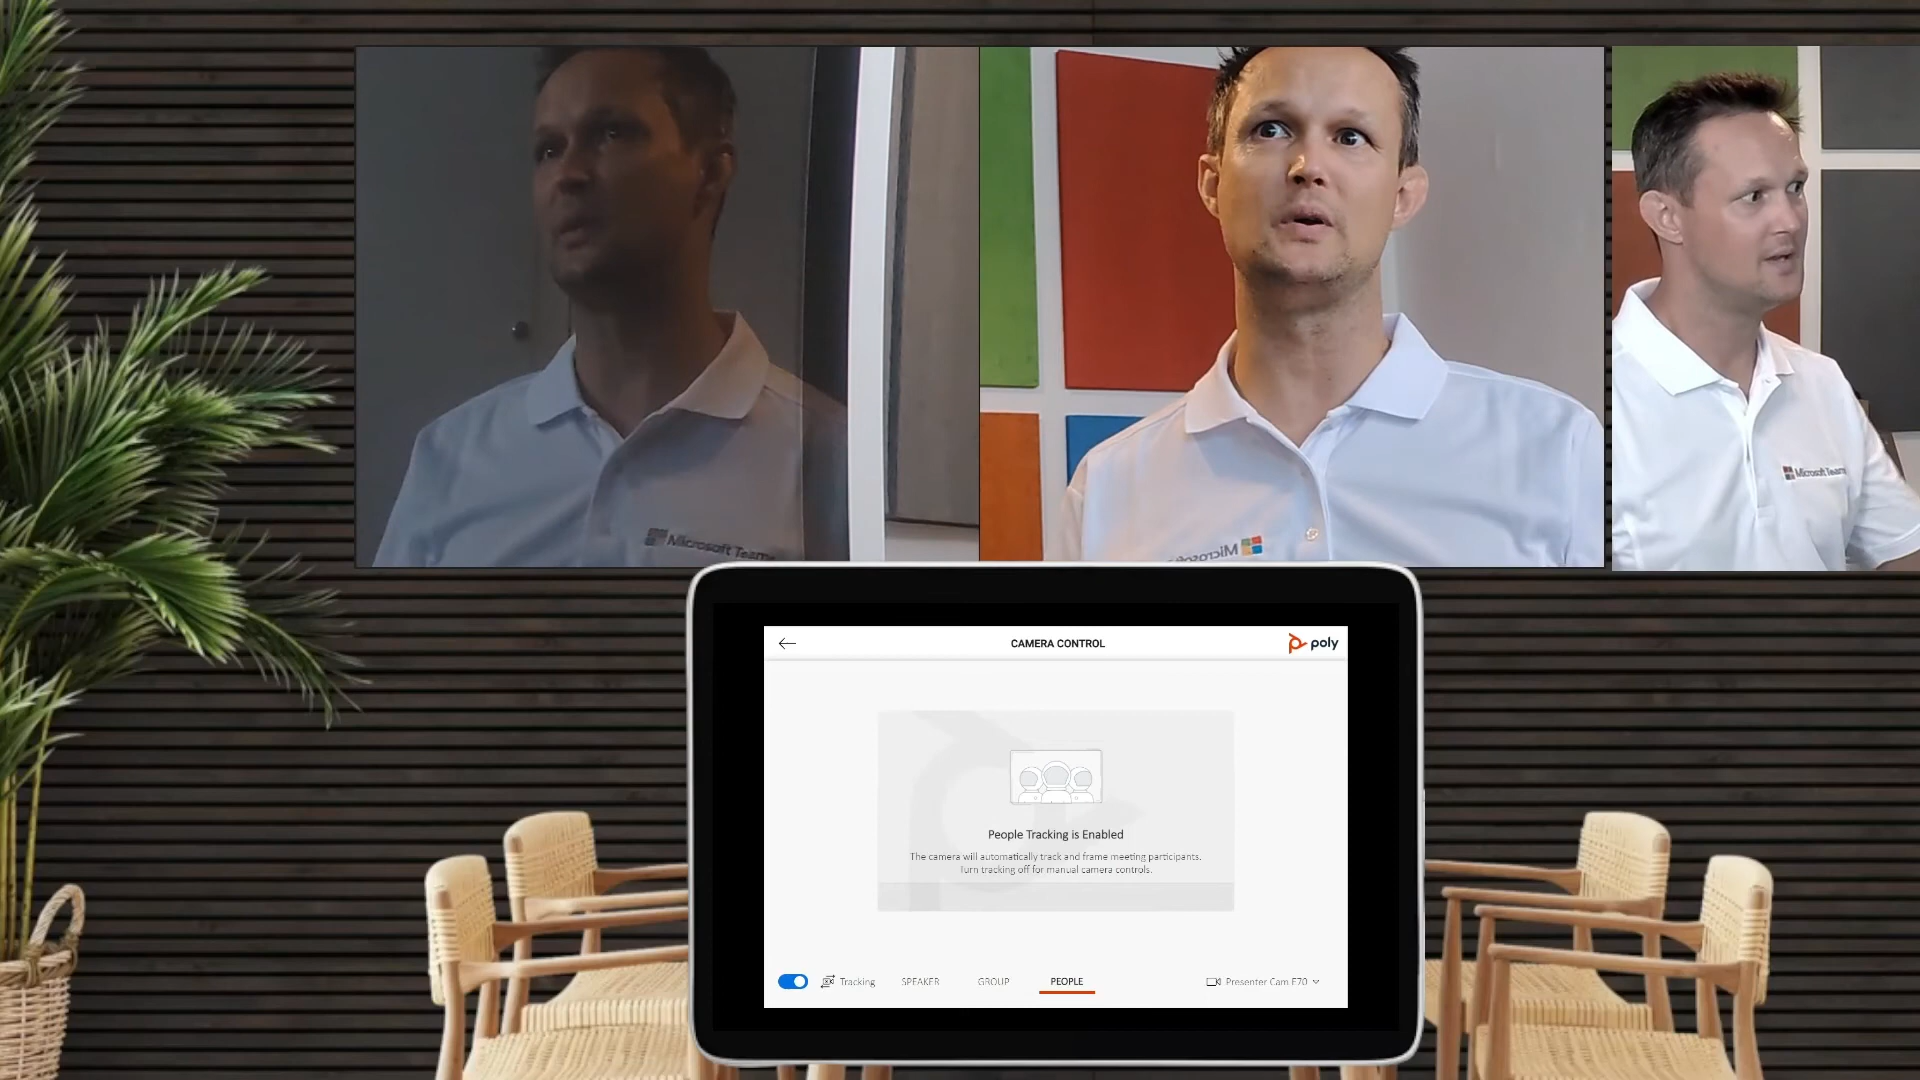 Microsoft Teams
Microsoft
Microsoft Teams
CAMERA CONTROL
poly
People Tracking is Enabled
The camera will automatically track and frame meeting participants.
Turn tracking off for manual camera controls.
Tracking
SPEAKER
GROUP
PEOPLE
Presenter Cam E70